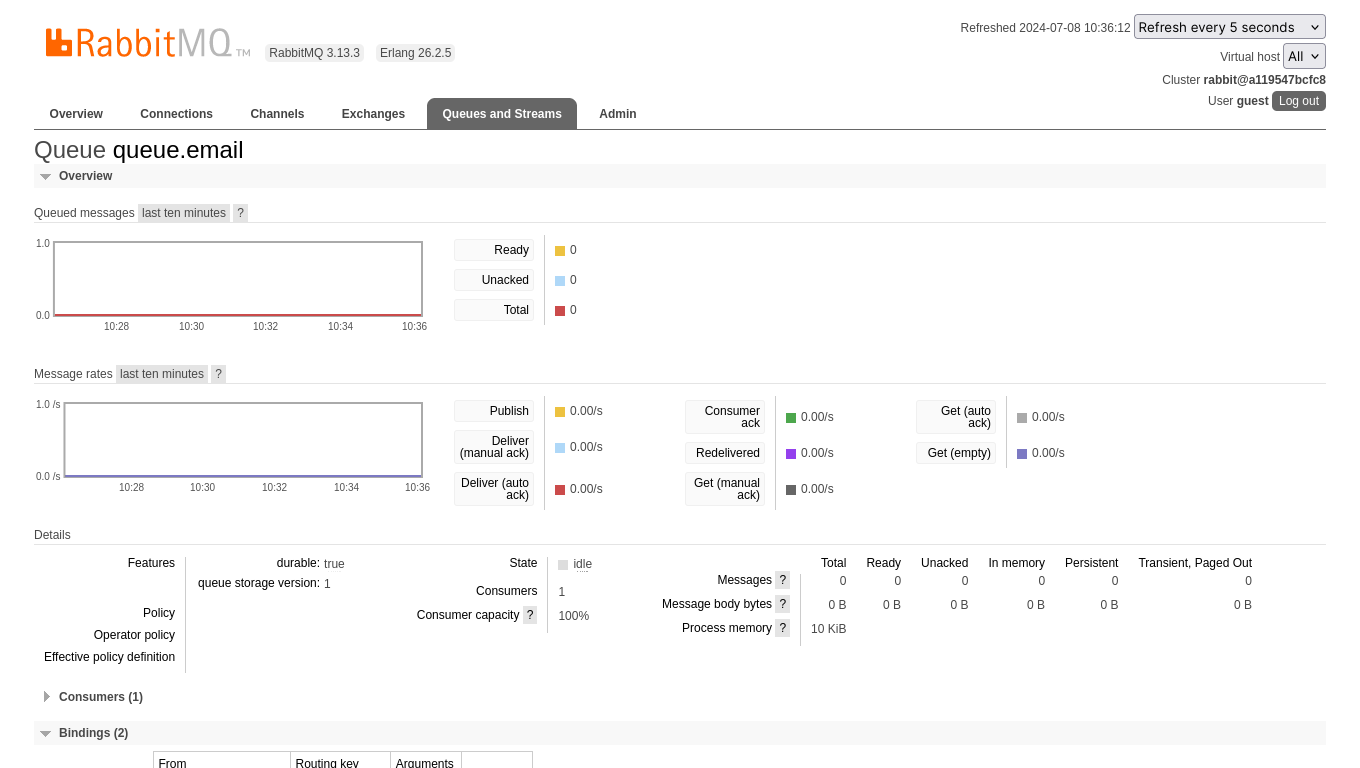 RabbitMQ TM
RabbitMQ 3.13.3 Erlang 26.2.5
Refreshed 2024-07-08 10:36:12 Refresh every 5 seconds
Virtual host All
Cluster rabbit@a119547bcfc8
User guest Log out
Overview Connections Channels Exchanges Queues and Streams Admin
Queue queue.email
Overview
Queued messages last ten minutes ?
1.0
0.0
10:28 10:30 10:32 10:34 10:36
Ready 0
Unacked 0
Total 0
Message rates last ten minutes ?
1.0 /s
0.0 /s
10:28 10:30 10:32 10:34 10:36
Publish 0.00/s
Deliver
(manual ack) 0.00/s
Deliver (auto
ack) 0.00/s
Consumer
ack 0.00/s
Redelivered 0.00/s
Get (manual
ack) 0.00/s
Get (auto
ack) 0.00/s
Get (empty) 0.00/s
Details
Features durable: true
queue storage version: 1
Policy
Operator policy
Effective policy definition
State idle
Consumers 1
Consumer capacity ? 100%
Total Ready Unacked In memory Persistent Transient, Paged Out
Messages ? 0 0 0 0 0 0
Message body bytes ? 0 B 0 B 0 B 0 B 0 B 0 B
Process memory ? 10 KiB
Consumers (1)
Bindings (2)
From Routing key Arguments